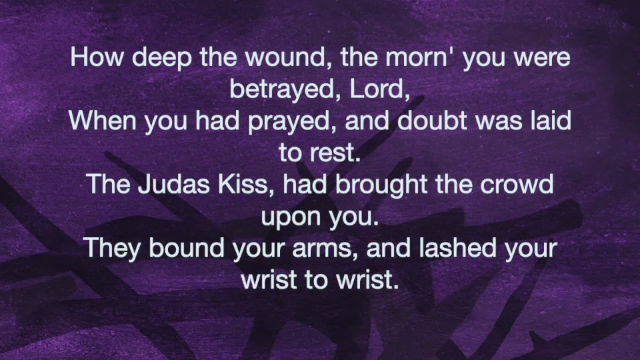 How deep the wound, the morn' you were
betrayed, Lord,
When you had prayed, and doubt was laid
to rest.
The Judas Kiss, had brought the crowd
upon you.
They bound your arms, and lashed your
wrist to wrist.